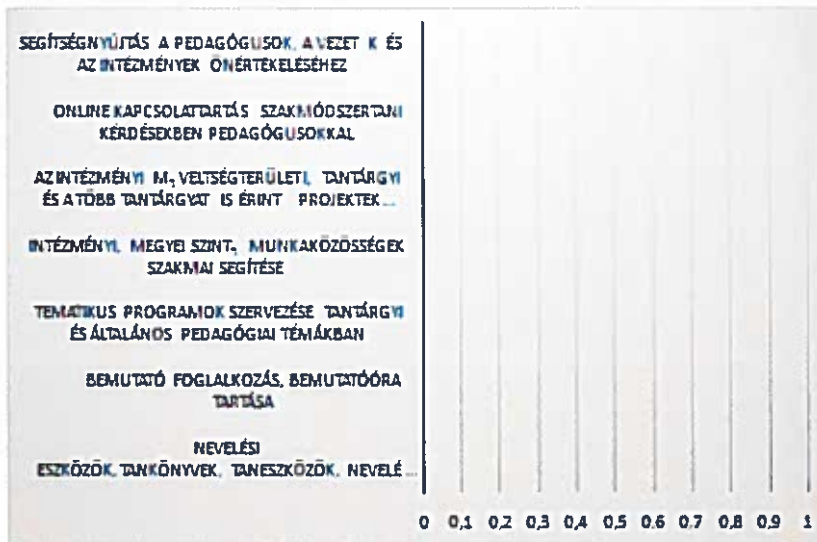 SEGÍTSÉGNYÚJTÁS A PEDAGÓGUSOK, A VEZET K ÉS
AZ INTÉZMÉNYEK ÖNÉRTÉKELÉSÉHEZ
ONLINE KAPCSOLATTARTÁS SZAKMÓDSZERTANI
KÉRDÉSEKBEN PEDAGÓGUSOKKAL
AZ INTÉZMÉNYI M, VELTSÉGTERÜLETI, TANTÁRGYI
ÉS A TÖBB TANTÁRGYAT IS ÉRINT PROJEKTEK...
INTÉZMÉNYI, MEGYEI SZINT, MUNKAKÖZÖSSÉGEK
SZAKMAI SEGÍTÉSE
TEMATIKUS PROGRAMOK SZERVEZÉSE TANTÁRGYI
ÉS ÁLTALÁNOS PEDAGÓGIAI TÉMÁKBAN
BEMUTATÓ FOGLALKOZÁS, BEMUTATÓÓRA
TARTÁSA
NEVELÉSI
ESZKÖZÖK, TANKÖNYVEK, TANESZKÖZÖK, NEVELÉ...
0 0,1 0,2 0,3 0,4 0,5 0,6 0,7 0,8 0,9 1